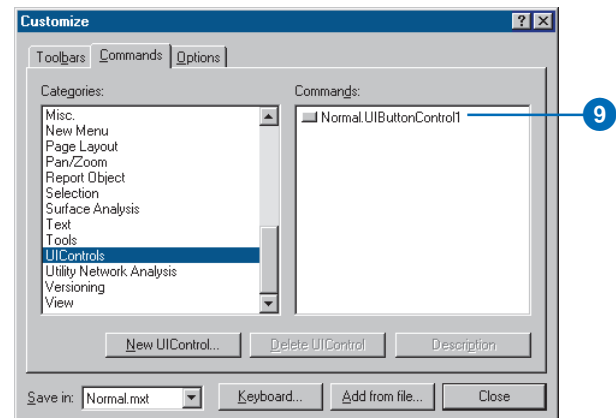 Customize
Toolbars Commands Options
Categories: Commands:
Misc.
New Menu
Page Layout
Pan/Zoom
Report Object
Selection
Surface Analysis
Text
Tools
UIControls
Utility Network Analysis
Versioning
View
Normal.UIButtonControl1
9
New UIControl... Delete UIControl Description
Save in: Normal.mxt Keyboard... Add from file... Close